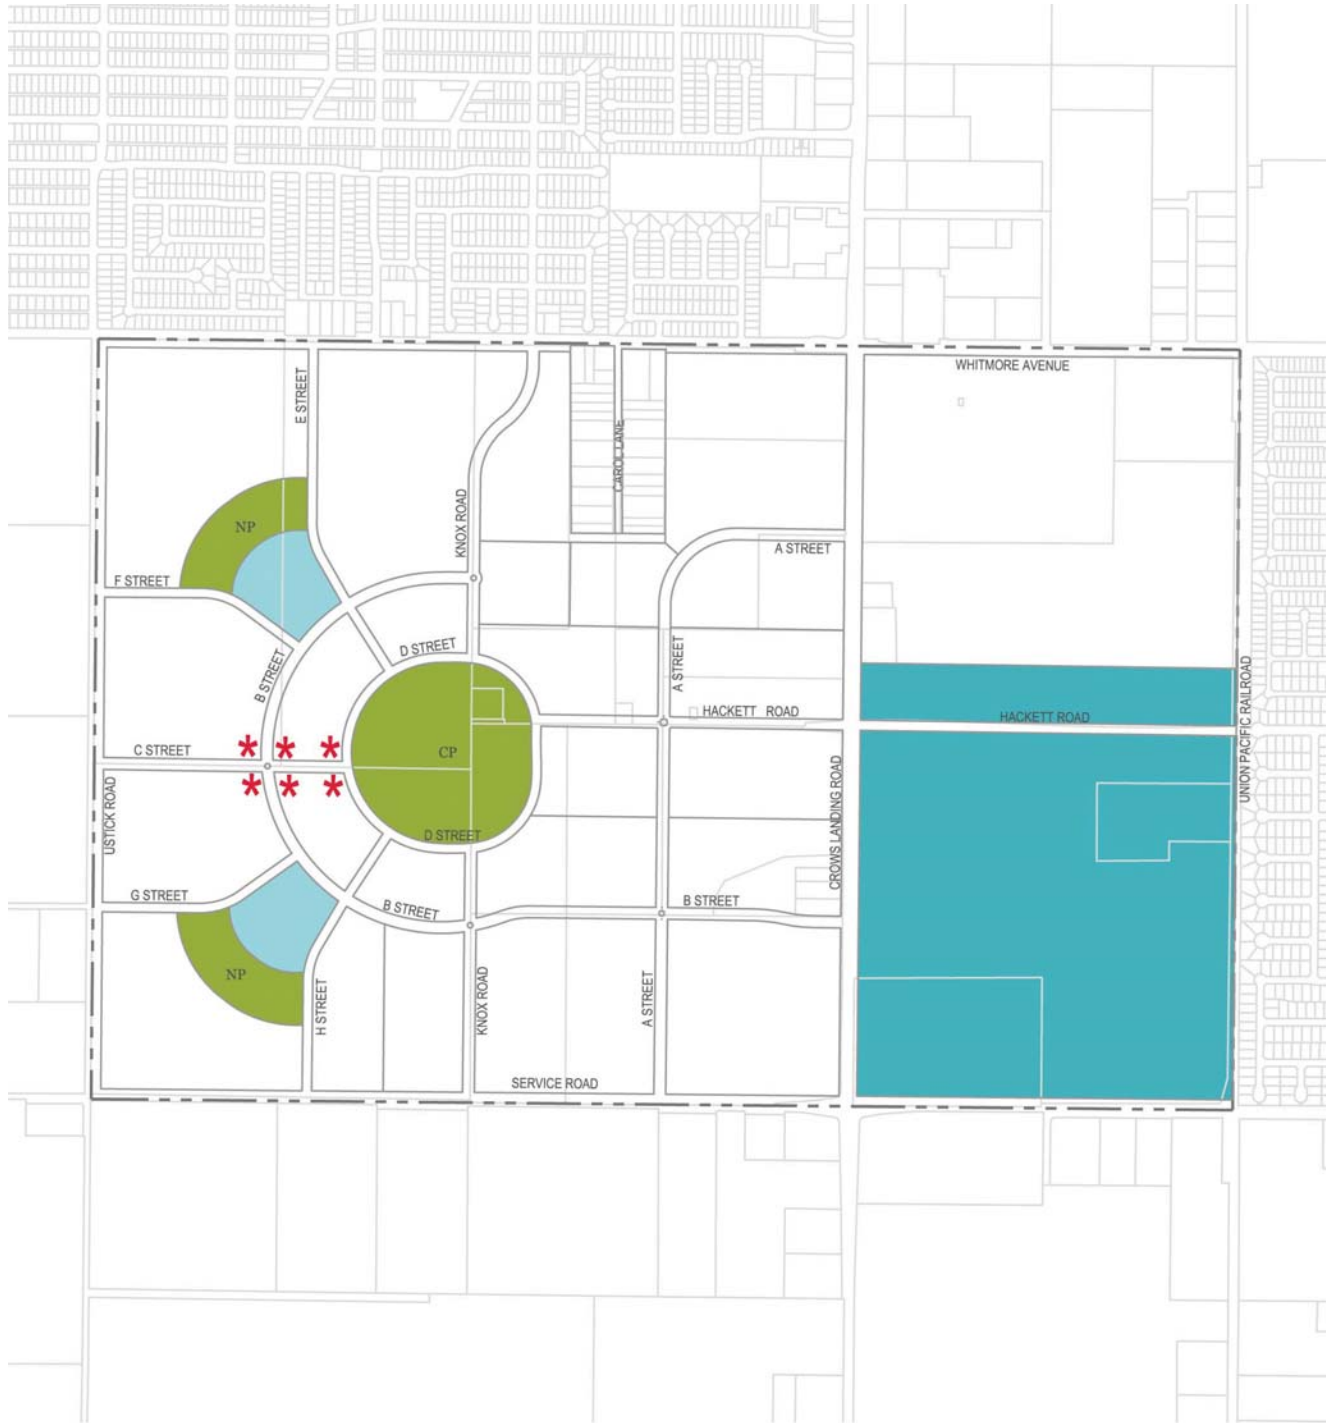 WHITMORE AVENUE
E STREET
CAROL LANE
KNOX ROAD
NP
A STREET
F STREET
D STREET
A STREET
B STREET
UNION PACIFIC RAILROAD
HACKETT ROAD
HACKETT ROAD
C STREET
CP
USTICK ROAD
CROWS LANDING ROAD
D STREET
G STREET
B STREET
B STREET
NP
H STREET
KNOX ROAD
A STREET
SERVICE ROAD